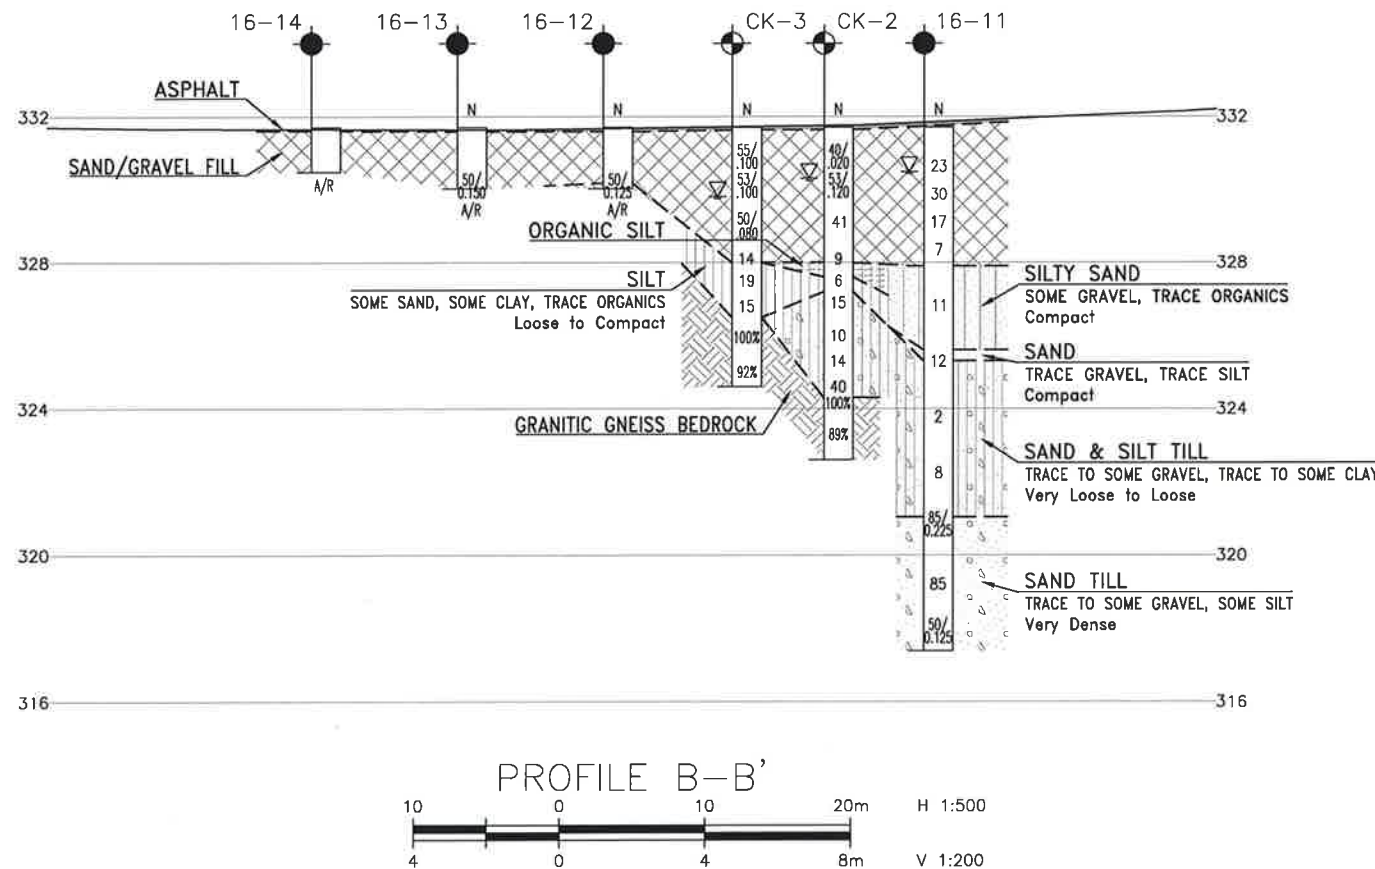 16-14 16-13 16-12 CK-3 CK-2 16-11
ASPHALT
N N N N N
332 332
SAND/GRAVEL FILL
A/R
50/
0.150
A/R
50/
0.125
A/R
55/
.100
53/
.100
50/
.080
14
19
15
100%
92%
40/
.020
53/
.120
41
9
6
15
10
14
40
100%
89%
23
30
17
7
11
12
2
8
85/
0.225
85
50/
0.125
ORGANIC SILT
328 328
SILT
SOME SAND, SOME CLAY, TRACE ORGANICS
Loose to Compact
SILTY SAND
SOME GRAVEL, TRACE ORGANICS
Compact
SAND
TRACE GRAVEL, TRACE SILT
Compact
324 324
GRANITIC GNEISS BEDROCK
SAND & SILT TILL
TRACE TO SOME GRAVEL, TRACE TO SOME CLAY
Very Loose to Loose
320 320
SAND TILL
TRACE TO SOME GRAVEL, SOME SILT
Very Dense
316 316
PROFILE B-B'
10 0 10 20m H 1:500
4 0 4 8m V 1:200